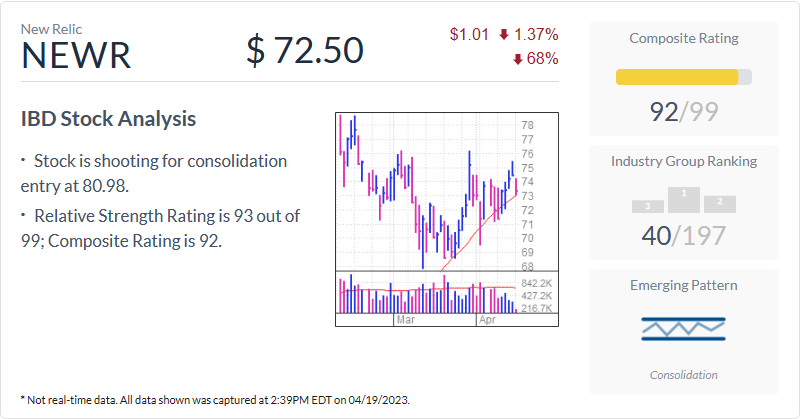 New Relic
NEWR
$ 72.50
$1.01 1.37%
68%
IBD Stock Analysis
• Stock is shooting for consolidation
entry at 80.98.
• Relative Strength Rating is 93 out of
99; Composite Rating is 92.
78
77
76
75
74
73
72
71
70
69
68
842.2K
427.2K
216.7K
Mar
Apr
Composite Rating
92/99
Industry Group Ranking
3
1
2
40/197
Emerging Pattern
Consolidation
* Not real-time data. All data shown was captured at 2:39PM EDT on 04/19/2023.